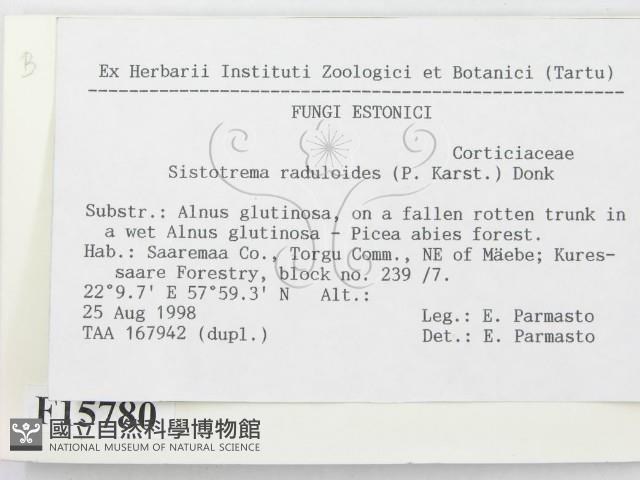 B
Ex Herbarii Instituti Zoologici et Botanici (Tartu)
FUNGI ESTONICI
Corticiaceae
Sistotrema raduloides (P. Karst.) Donk
Substr.: Alnus glutinosa, on a fallen rotten trunk in
a wet Alnus glutinosa - Picea abies forest.
Hab.: Saaremaa Co., Torgu Comm., NE of Mäebe; Kures-
saare Forestry, block no. 239 /7.
22°9.7' E 57°59.3' N Alt.:
25 Aug 1998 Leg.: E. Parmasto
TAA 167942 (dupl.) Det.: E. Parmasto
F15780
國立自然科學博物館
NATIONAL MUSEUM OF NATURAL SCIENCE